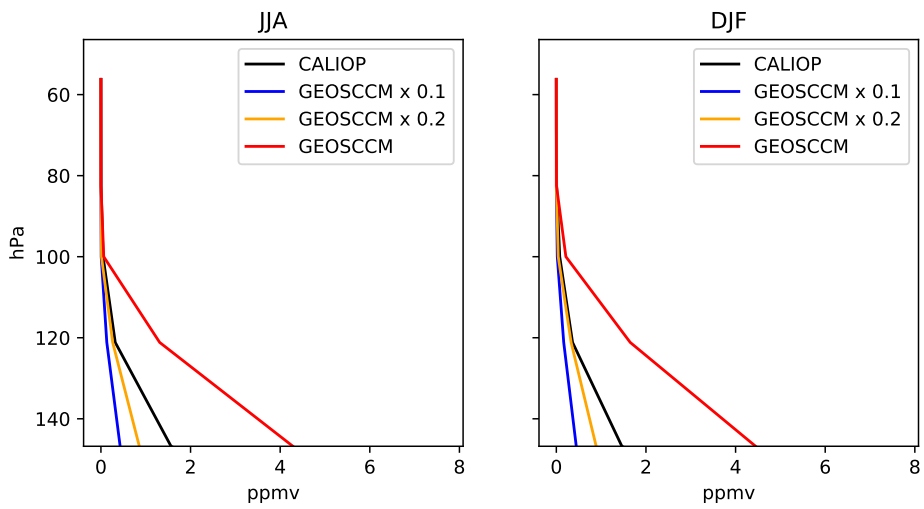 JJA
CALIOP
GEOSCCM x 0.1
GEOSCCM x 0.2
GEOSCCM
60
80
100
120
140
hPa
0 2 4 6 8
ppmv
DJF
CALIOP
GEOSCCM x 0.1
GEOSCCM x 0.2
GEOSCCM
0 2 4 6 8
ppmv